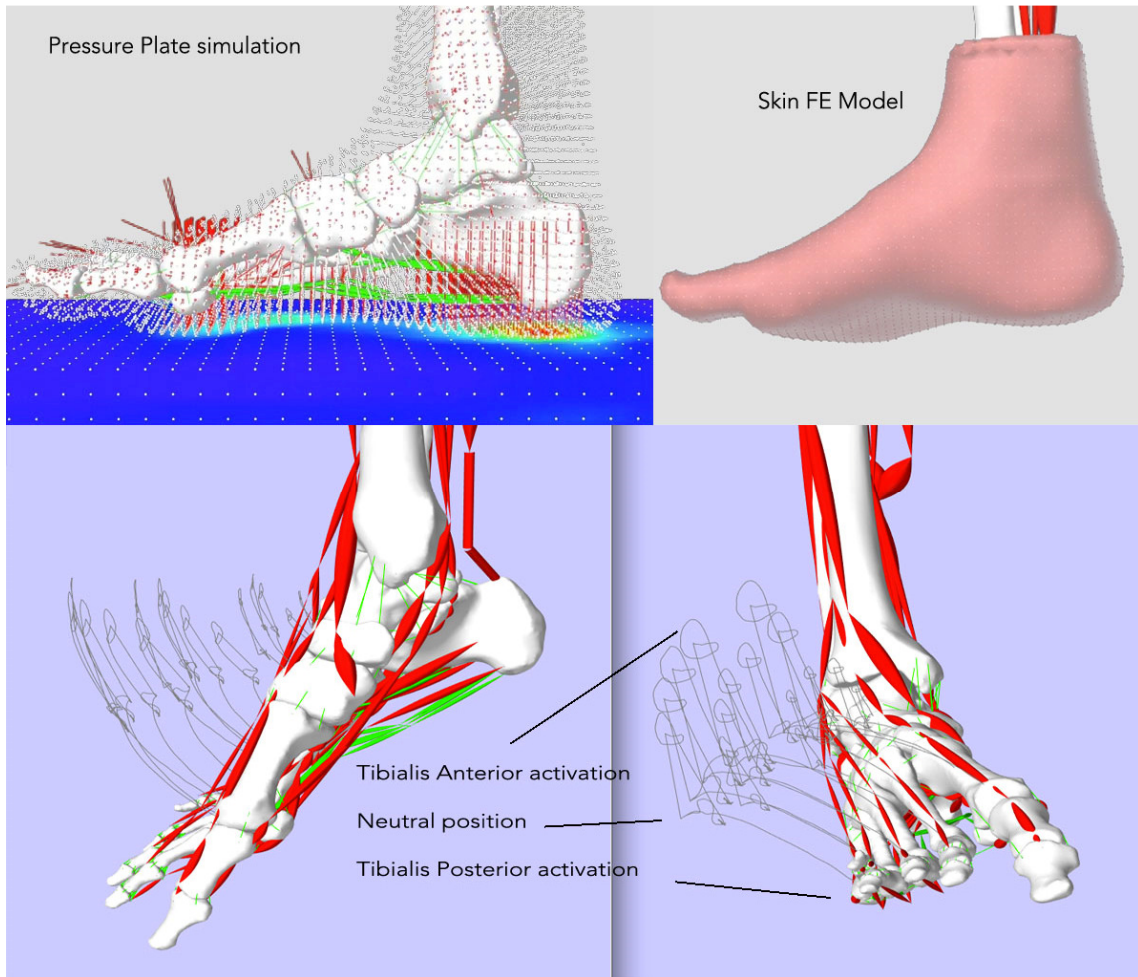 Pressure Plate simulation
Skin FE Model
Tibialis Anterior activation
Neutral position
Tibialis Posterior activation